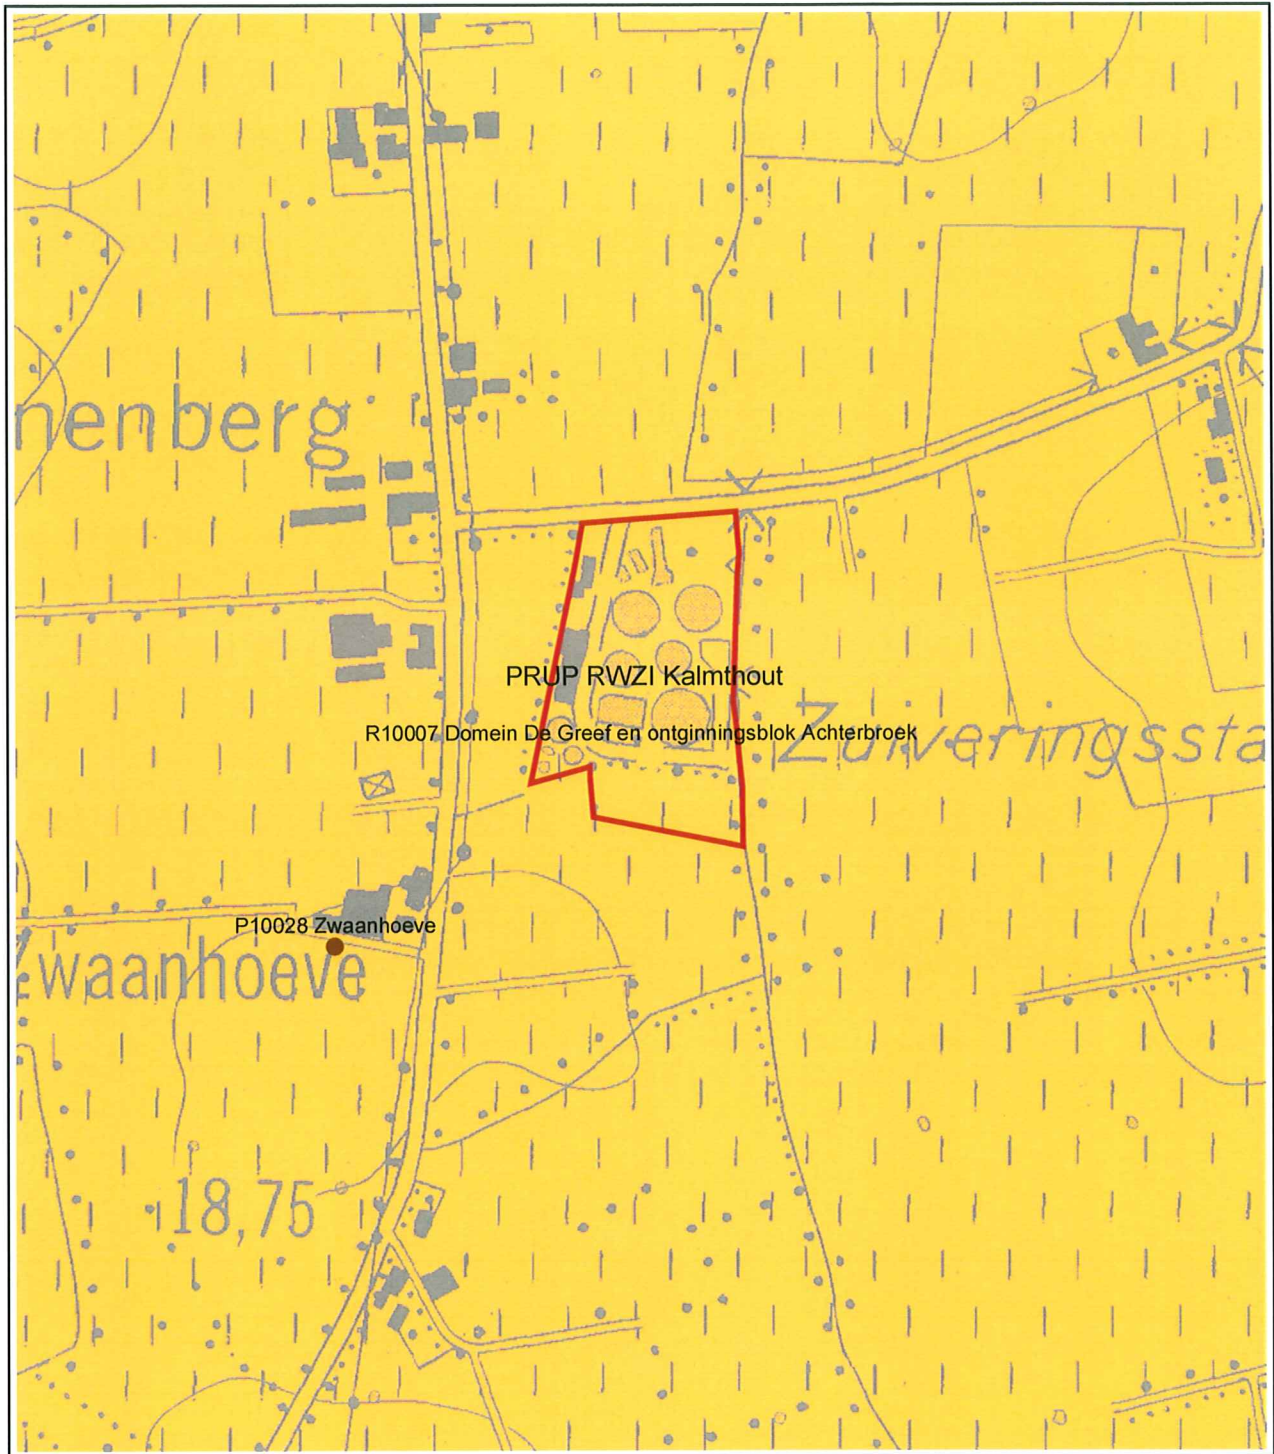 nenberg
PRUP RWZI Kalmthout
R10007 Domein De Greef en ontginningsblok Achterbroek
Zuiveringssta
P10028 Zwaanhoeve
Zwaanhoeve
18,75